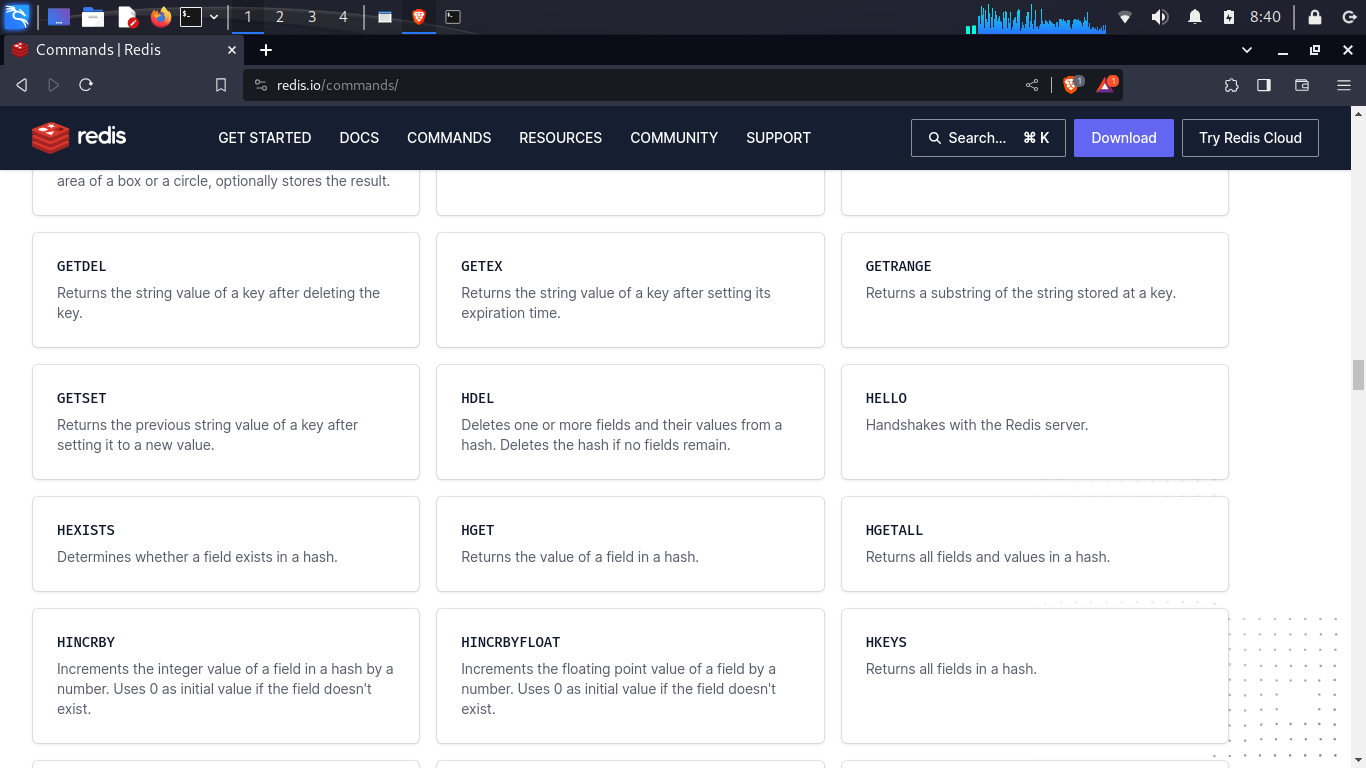 1 2 3 4 8:40
Commands | Redis
redis.io/commands/
1 1
redis
GET STARTED DOCS COMMANDS RESOURCES COMMUNITY SUPPORT
Search... ⌘ K
Download
Try Redis Cloud
area of a box or a circle, optionally stores the result.
GETDEL
Returns the string value of a key after deleting the
key.
GETEX
Returns the string value of a key after setting its
expiration time.
GETRANGE
Returns a substring of the string stored at a key.
GETSET
Returns the previous string value of a key after
setting it to a new value.
HDEL
Deletes one or more fields and their values from a
hash. Deletes the hash if no fields remain.
HELLO
Handshakes with the Redis server.
HEXISTS
Determines whether a field exists in a hash.
HGET
Returns the value of a field in a hash.
HGETALL
Returns all fields and values in a hash.
HINCRBY
Increments the integer value of a field in a hash by a
number. Uses 0 as initial value if the field doesn't
exist.
HINCRBYFLOAT
Increments the floating point value of a field by a
number. Uses 0 as initial value if the field doesn't
exist.
HKEYS
Returns all fields in a hash.